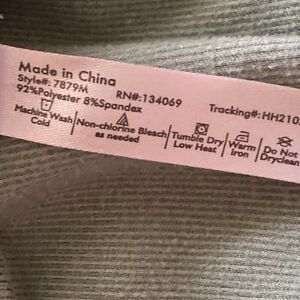 Made in China
Style#: 7879M RN#:134069 Tracking#: HH210
92%Polyester 8%Spandex
Machine Wash Cold
Non-chlorine Bleach as needed
Tumble Dry Low Heat
Warm Iron
Do Not Dryclean